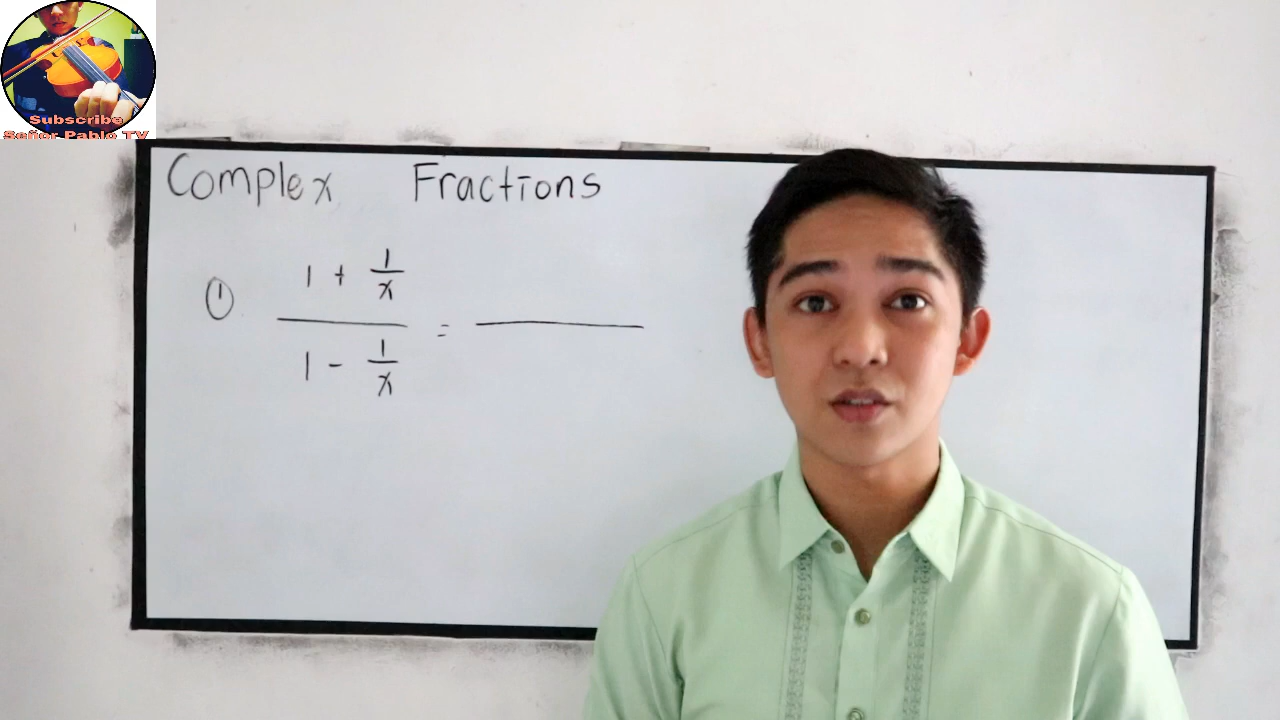 Subscribe
Señor Pablo TV
Complex Fractions
① 1 + 1/x
= 
1 - 1/x